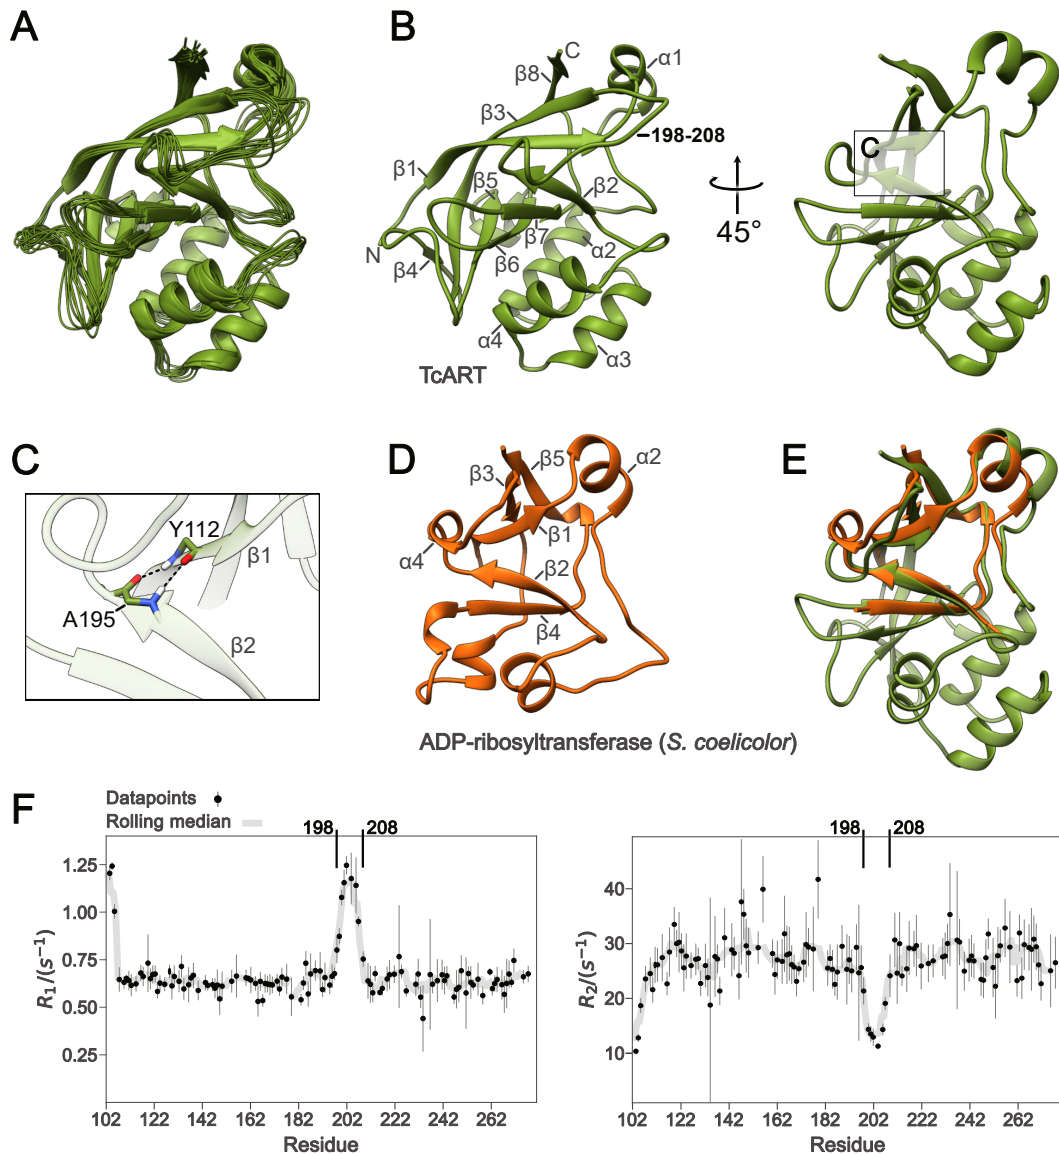 A
B
C
β8
α1
β3
198-208
C
β1
β5
β2
N
β7
α2
β4
β6
45°
α4
α3
TcART
C
Y112
β1
A195
β2
D
β3
β5
α2
α4
β1
β2
β4
E
ADP-ribosyltransferase (S. coelicolor)
F
Datapoints
Rolling median
198 208
1.25
1.00
0.75
0.50
0.25
R₁/(s⁻¹)
102 122 142 162 182 202 222 242 262
Residue
198 208
40
30
20
10
R₂/(s⁻¹)
102 122 142 162 182 202 222 242 262
Residue